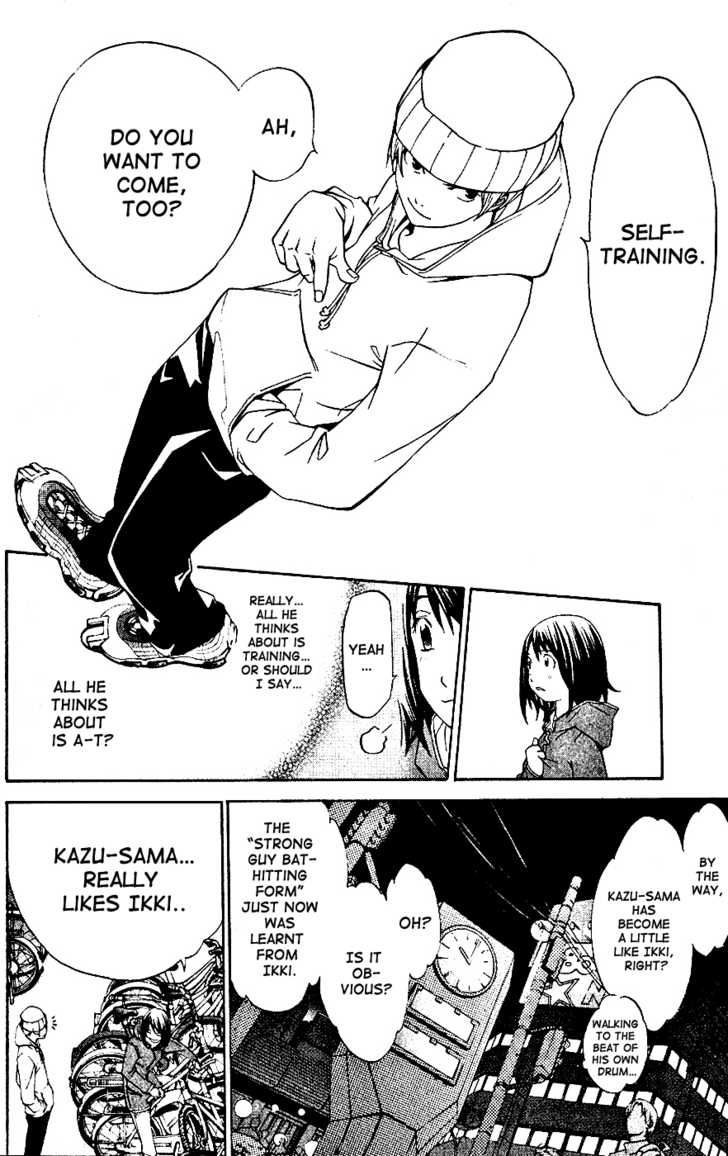 SELF-
TRAINING.
AH,
DO YOU
WANT TO
COME,
TOO?
YEAH
...
REALLY...
ALL HE
THINKS
ABOUT IS
TRAINING...
OR SHOULD
I SAY...
ALL HE
THINKS
ABOUT
IS A-T?
BY
THE
WAY,
KAZU-SAMA
HAS
BECOME
A LITTLE
LIKE IKKI,
RIGHT?
WALKING
TO THE
BEAT OF
HIS OWN
DRUM...
OH?
IS IT
OB-
VIOUS?
THE
"STRONG
GUY BAT-
HITTING
FORM"
JUST NOW
WAS
LEARNT
FROM
IKKI.
KAZU-SAMA...
REALLY
LIKES IKKI..